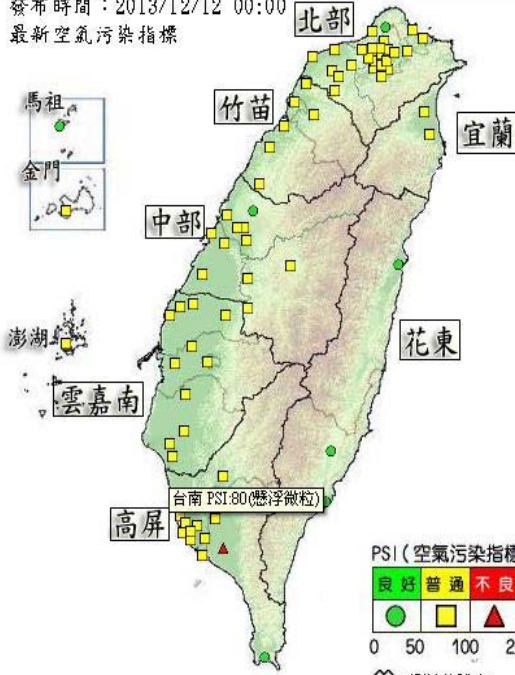 發布時間：2013/12/12 00:00
最新空氣污染指標
北部
馬祖
竹苗
宜蘭
金門
中部
澎湖
花東
雲嘉南
台南 PSI:80(懸浮微粒)
高屏
PSI(空氣污染指標
良好 普通 不良
0 50 100 2